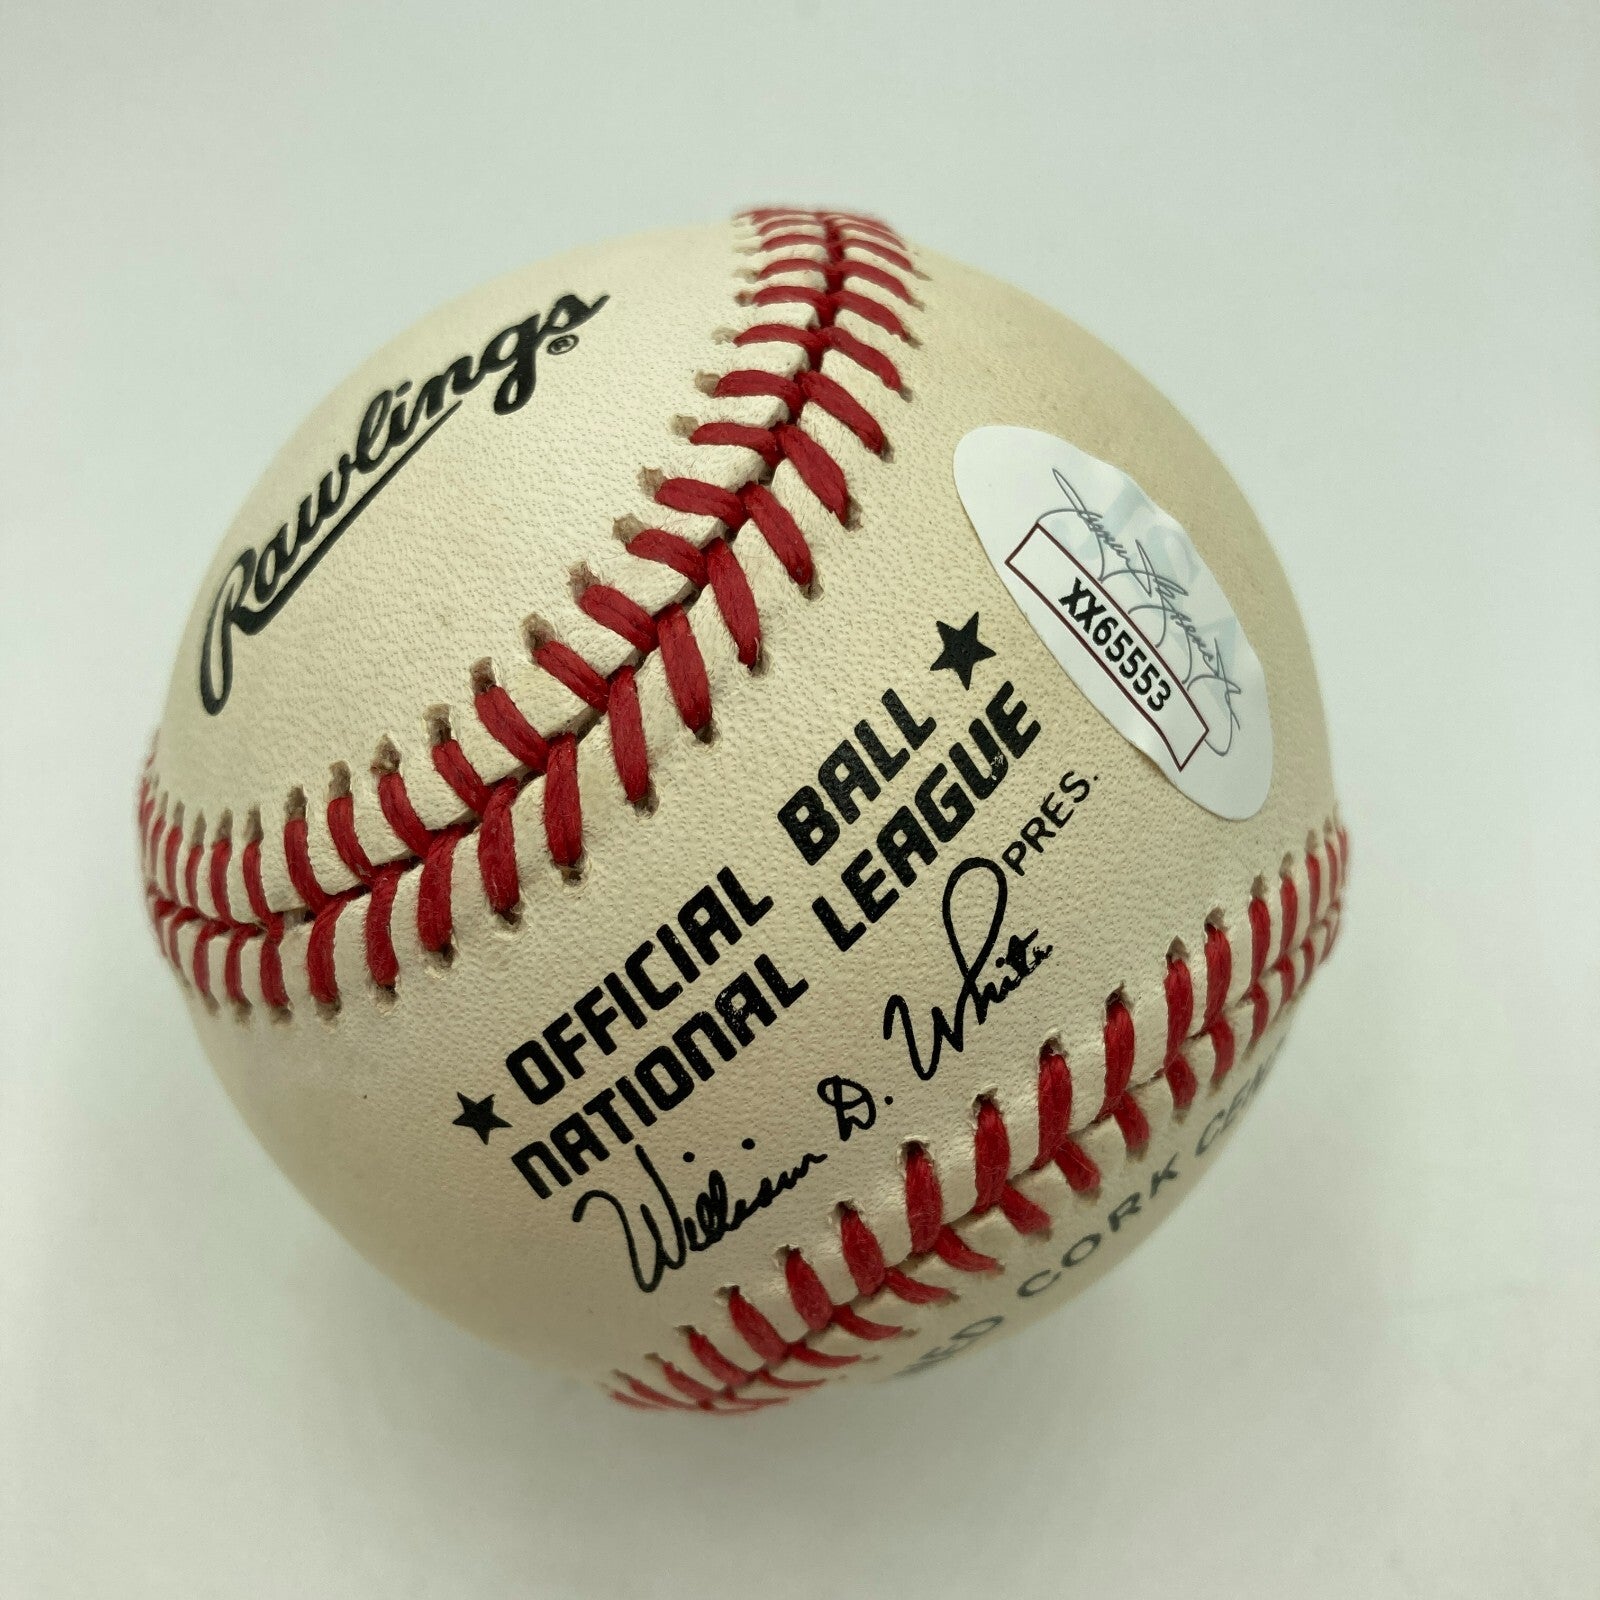 Rawlings®
★ OFFICIAL BALL ★
NATIONAL LEAGUE
William D. White PRES.
XX65553
CORK